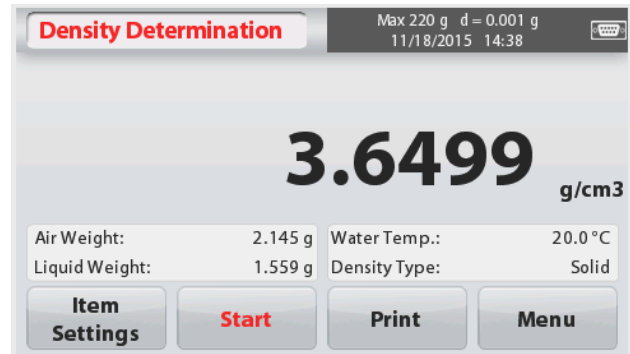 Density Determination
Max 220 g d = 0.001 g
11/18/2015 14:38
3.6499 g/cm3
Air Weight: 2.145 g Water Temp.: 20.0 °C
Liquid Weight: 1.559 g Density Type: Solid
Item
Settings
Start
Print
Menu